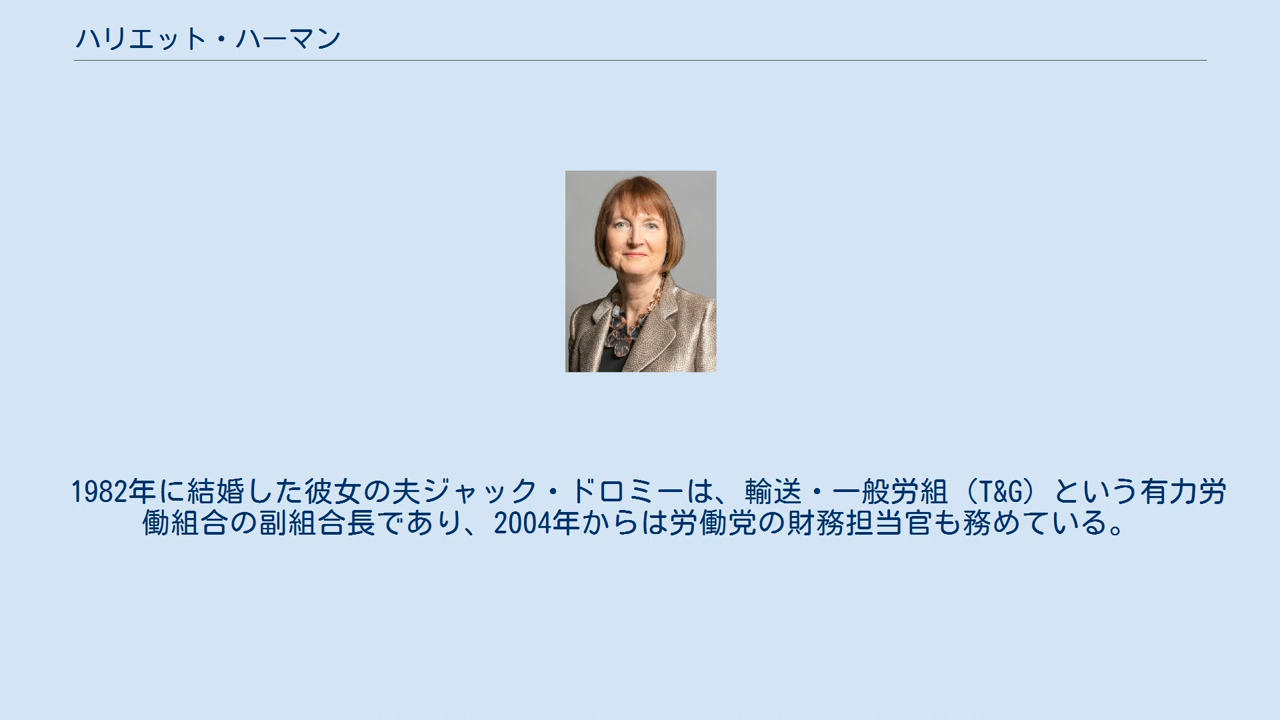 ハリエット・ハーマン
1982年に結婚した彼女の夫ジャック・ドロミーは、輸送・一般労組（T&G）という有力労
働組合の副組合長であり、2004年からは労働党の財務担当官も務めている。